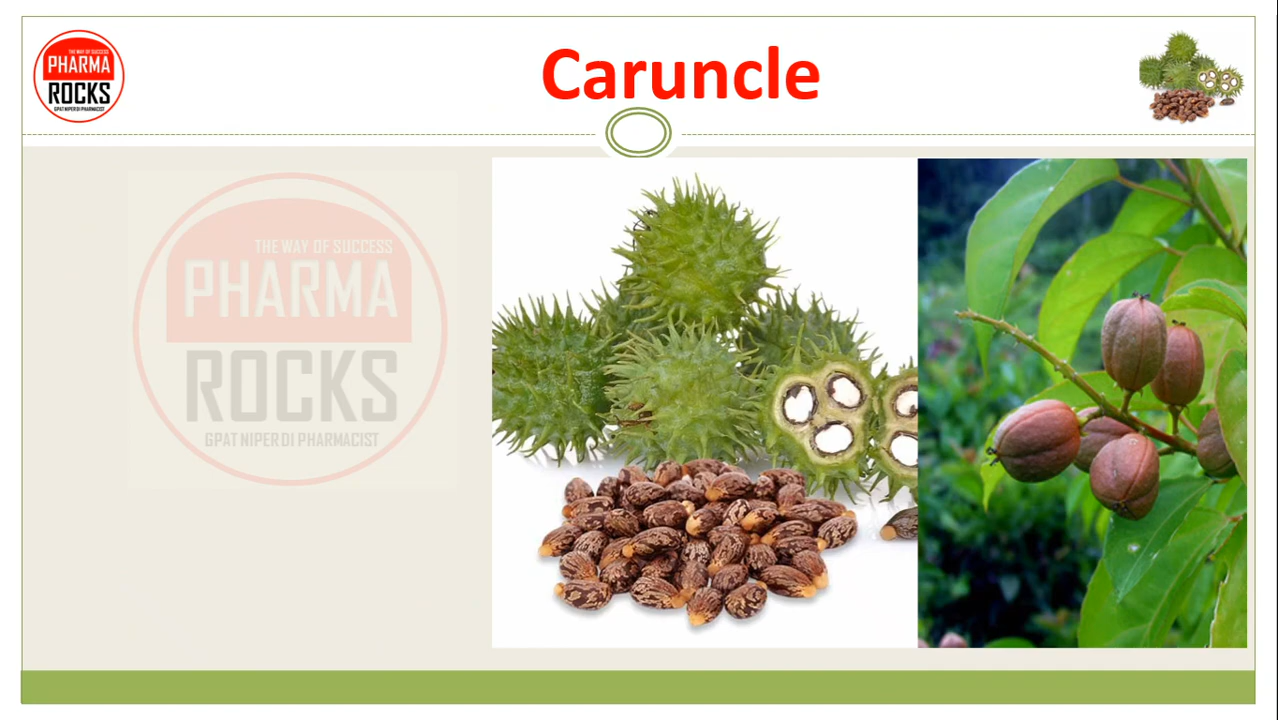 THE WAY OF SUCCESS
PHARMA
ROCKS
GPAT NIPER DI PHARMACIST
Caruncle
THE WAY OF SUCCESS
PHARMA
ROCKS
GPAT NIPER DI PHARMACIST